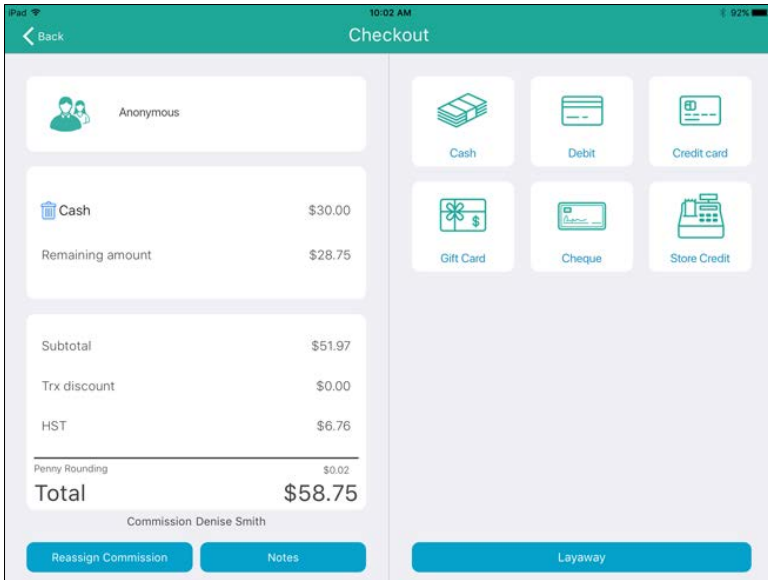 iPad 10:02 AM 92%
Back Checkout
Anonymous
Cash $30.00
Remaining amount $28.75
Subtotal $51.97
Trx discount $0.00
HST $6.76
Penny Rounding $0.02
Total $58.75
Commission Denise Smith
Reassign Commission Notes
Cash Debit Credit card
$
Gift Card Cheque Store Credit
Layaway